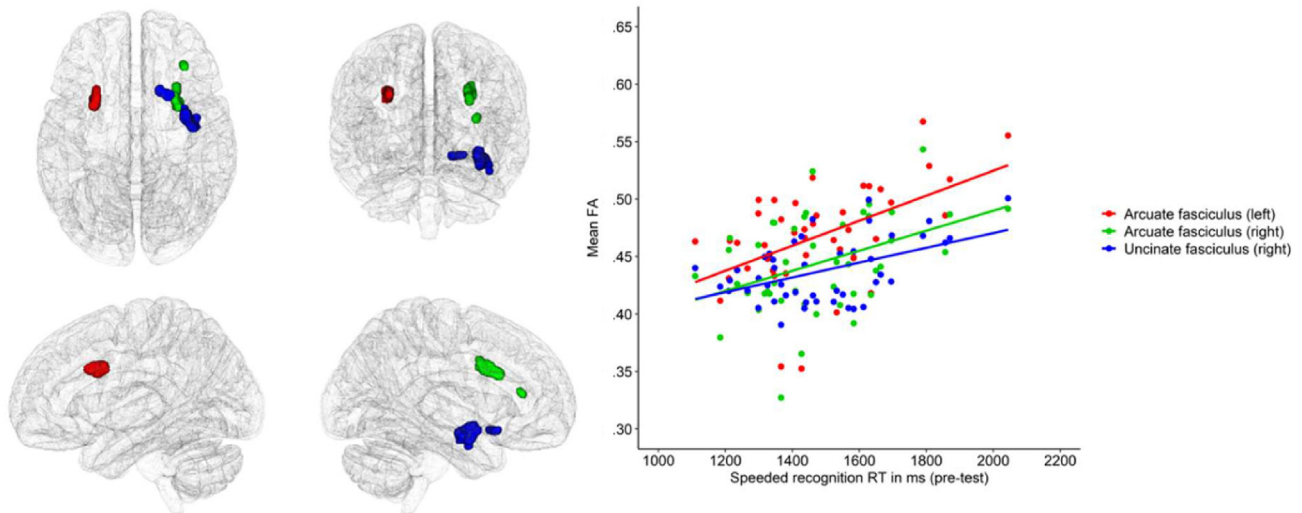 .65
.60
.55
.50
.45
.40
.35
.30
Mean FA
1000 1200 1400 1600 1800 2000 2200
Speeded recognition RT in ms (pre-test)
Arcuate fasciculus (left)
Arcuate fasciculus (right)
Uncinate fasciculus (right)